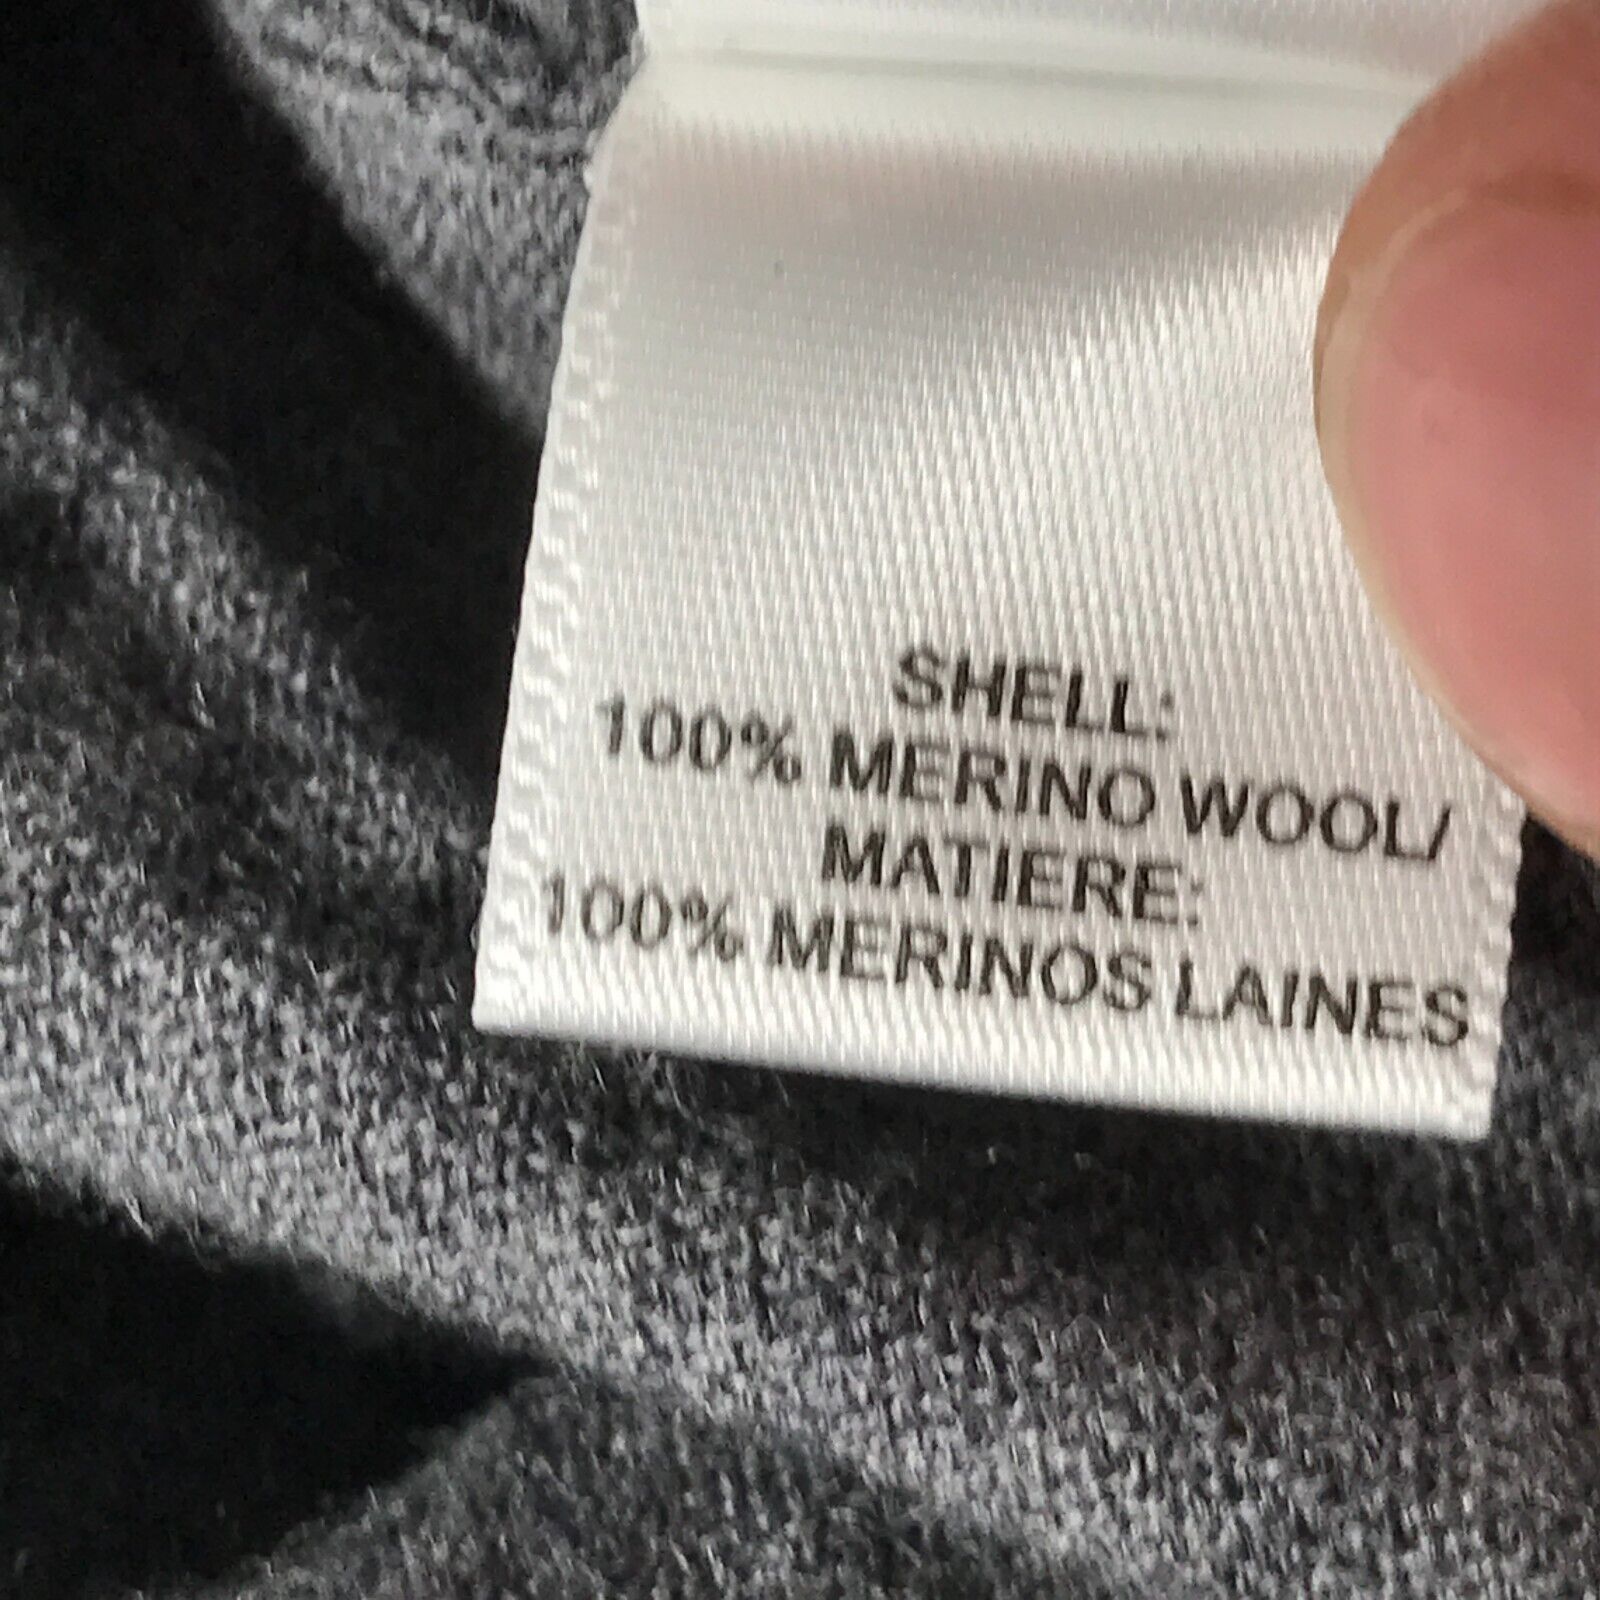 SHELL:
100% MERINO WOOL/
MATIERE:
100% MERINOS LAINES